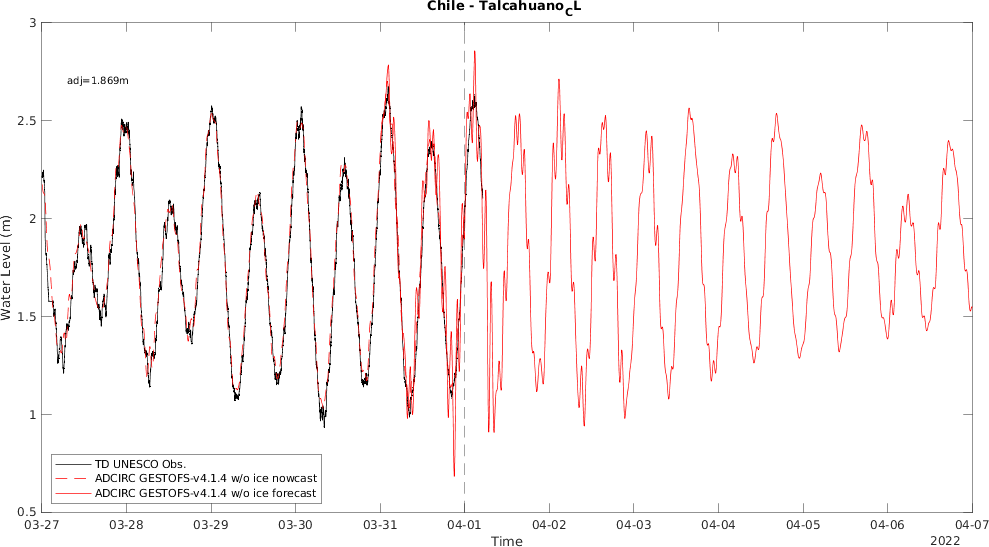 Chile - Talcahuano_CL
adj=1.869m
3
2.5
2
1.5
1
0.5
Water Level (m)
TD UNESCO Obs.
ADCIRC GESTOFS-v4.1.4 w/o ice nowcast
ADCIRC GESTOFS-v4.1.4 w/o ice forecast
03-27 03-28 03-29 03-30 03-31 04-01 04-02 04-03 04-04 04-05 04-06 04-07
Time
2022